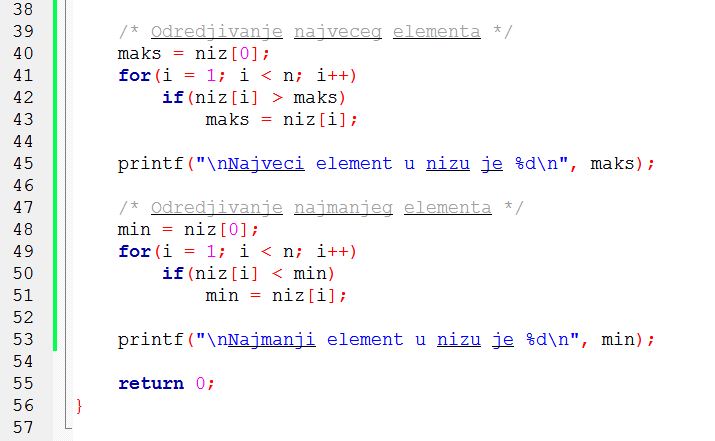 38
39 /* Odredjivanje najveceg elementa */
40 maks = niz[0];
41 for(i = 1; i < n; i++)
42 if(niz[i] > maks)
43 maks = niz[i];
44
45 printf("\nNajveci element u nizu je %d\n", maks);
46
47 /* Odredjivanje najmanjeg elementa */
48 min = niz[0];
49 for(i = 1; i < n; i++)
50 if(niz[i] < min)
51 min = niz[i];
52
53 printf("\nNajmanji element u nizu je %d\n", min);
54
55 return 0;
56 }
57